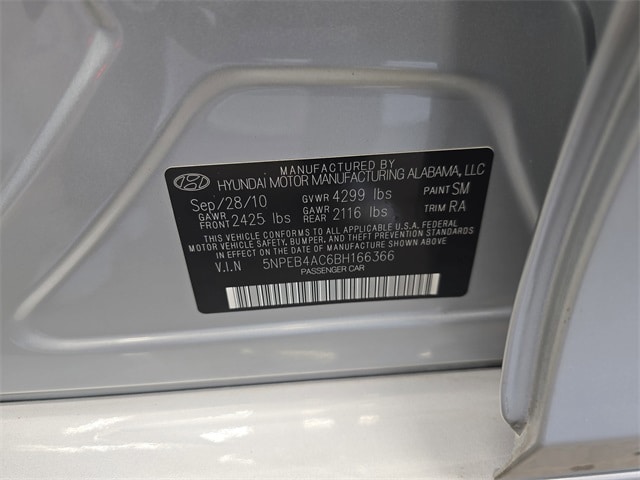 MANUFACTURED BY
HYUNDAI MOTOR MANUFACTURING ALABAMA, LLC
Sep/28/10 GVWR 4299 lbs PAINT SM
GAWR FRONT 2425 lbs GAWR REAR 2116 lbs TRIM RA
THIS VEHICLE CONFORMS TO ALL APPLICABLE U.S.A. FEDERAL
MOTOR VEHICLE SAFETY, BUMPER, AND THEFT PREVENTION STANDARDS
IN EFFECT ON THE DATE OF MANUFACTURE SHOWN ABOVE.
V.I.N 5NPEB4AC6BH166366
PASSENGER CAR